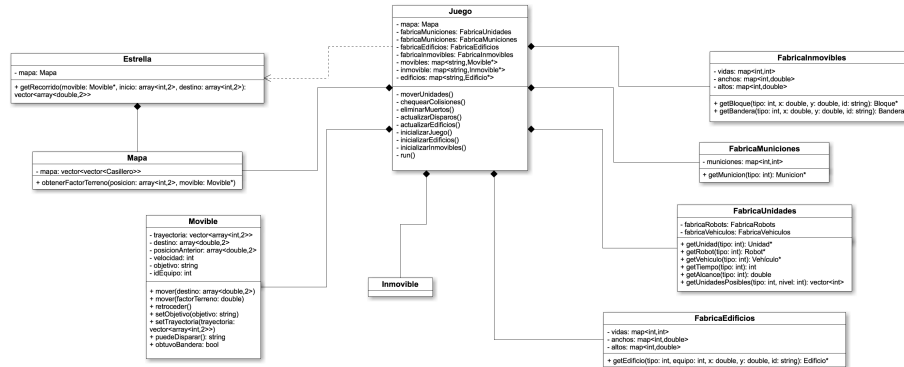 Juego
- mapa: Mapa
- fabricaMuniciones: FabricaUnidades
- fabricaMuniciones: FabricaMuniciones
- fabricaEdificios: FabricaEdificios
- fabricaInmovibles: FabricaInmovibles
- movibles: map<string,Movible*>
- inmovible: map<string,Inmovible*>
- edificios: map<string,Edificio*>
- moverUnidades()
- chequearColisiones()
- eliminarMuertos()
- actualizarDisparos()
- actualizarEdificios()
- inicializarJuego()
- inicializarEdificios()
- inicializarInmovibles()
- run()
Estrella
- mapa: Mapa
+ getRecorrido(movible: Movible*, inicio: array<int,2>, destino: array<int,2>):
vector<array<double,2>>
Mapa
- mapa: vector<vector<Casillero>>
+ obtenerFactorTerreno(posicion: array<int,2>, movible: Movible*)
Movible
- trayectoria: vector<array<int,2>>
- destino: array<double,2>
- posicionAnterior: array<double,2>
- velocidad: int
- objetivo: string
- idEquipo: int
+ mover(destino: array<double,2>)
+ mover(factorTerreno: double)
+ retroceder()
+ setObjetivo(objetivo: string)
+ setTrayectoria(trayectoria:
vector<array<int,2>>)
+ puedeDisparar(): string
+ obtuvoBandera: bool
Inmovible
FabricaInmovibles
- vidas: map<int,int>
- anchos: map<int,double>
- altos: map<int,double>
+ getBloque(tipo: int, x: double, y: double, id: string): Bloque*
+ getBandera(tipo: int, x: double, y: double, id: string): Bandera
FabricaMuniciones
- municiones: map<int,int>
+ getMunicion(tipo: int): Municion*
FabricaUnidades
- fabricaRobots: FabricaRobots
- fabricaVehiculos: FabricaVehiculos
+ getUnidad(tipo: int): Unidad*
+ getRobot(tipo: int): Robot*
+ getVehiculo(tipo: int): Vehículo*
+ getTiempo(tipo: int): int
+ getAlcance(tipo: int): double
+ getUnidadesPosibles(tipo: int, nivel: int): vector<int>
FabricaEdificios
- vidas: map<int,int>
- anchos: map<int,double>
- altos: map<int,double>
+ getEdificio(tipo: int, equipo: int, x: double, y: double, id: string): Edificio*